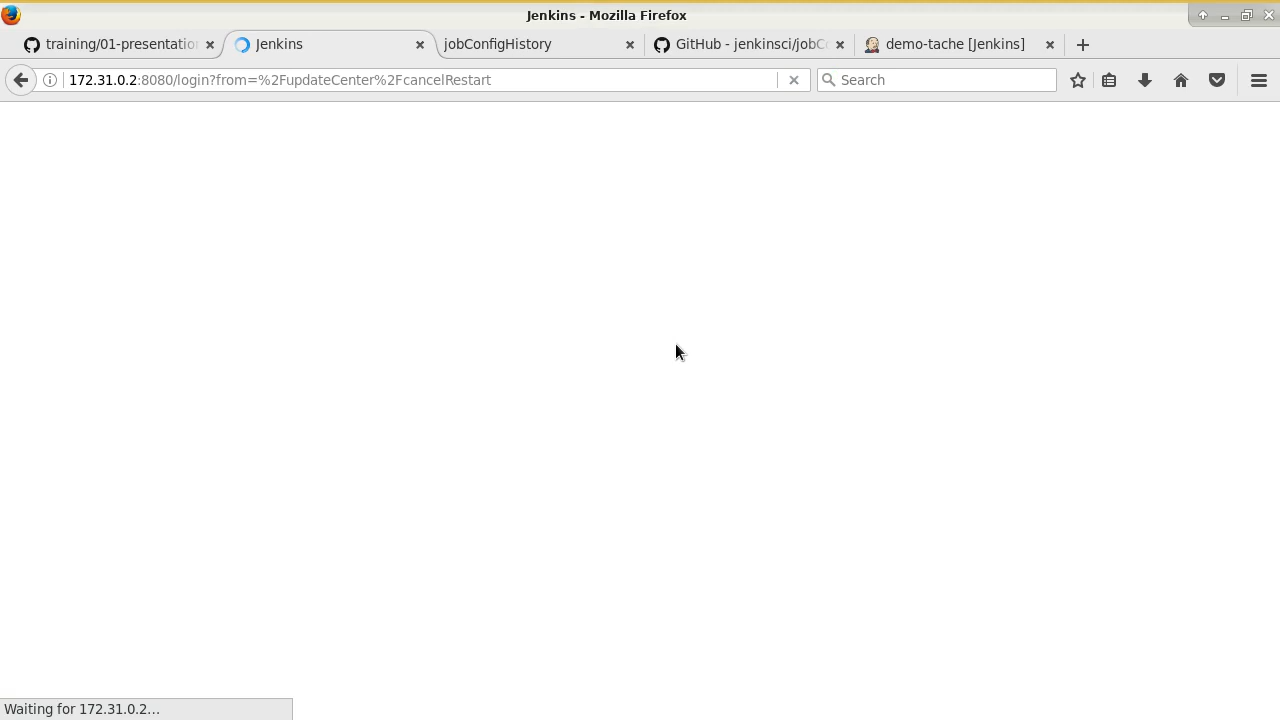 Jenkins - Mozilla Firefox
training/01-presentatio
Jenkins
jobConfigHistory
GitHub - jenkinsci/jobCo
demo-tache [Jenkins]
172.31.0.2:8080/login?from=%2FupdateCenter%2FcancelRestart
Search
Waiting for 172.31.0.2...